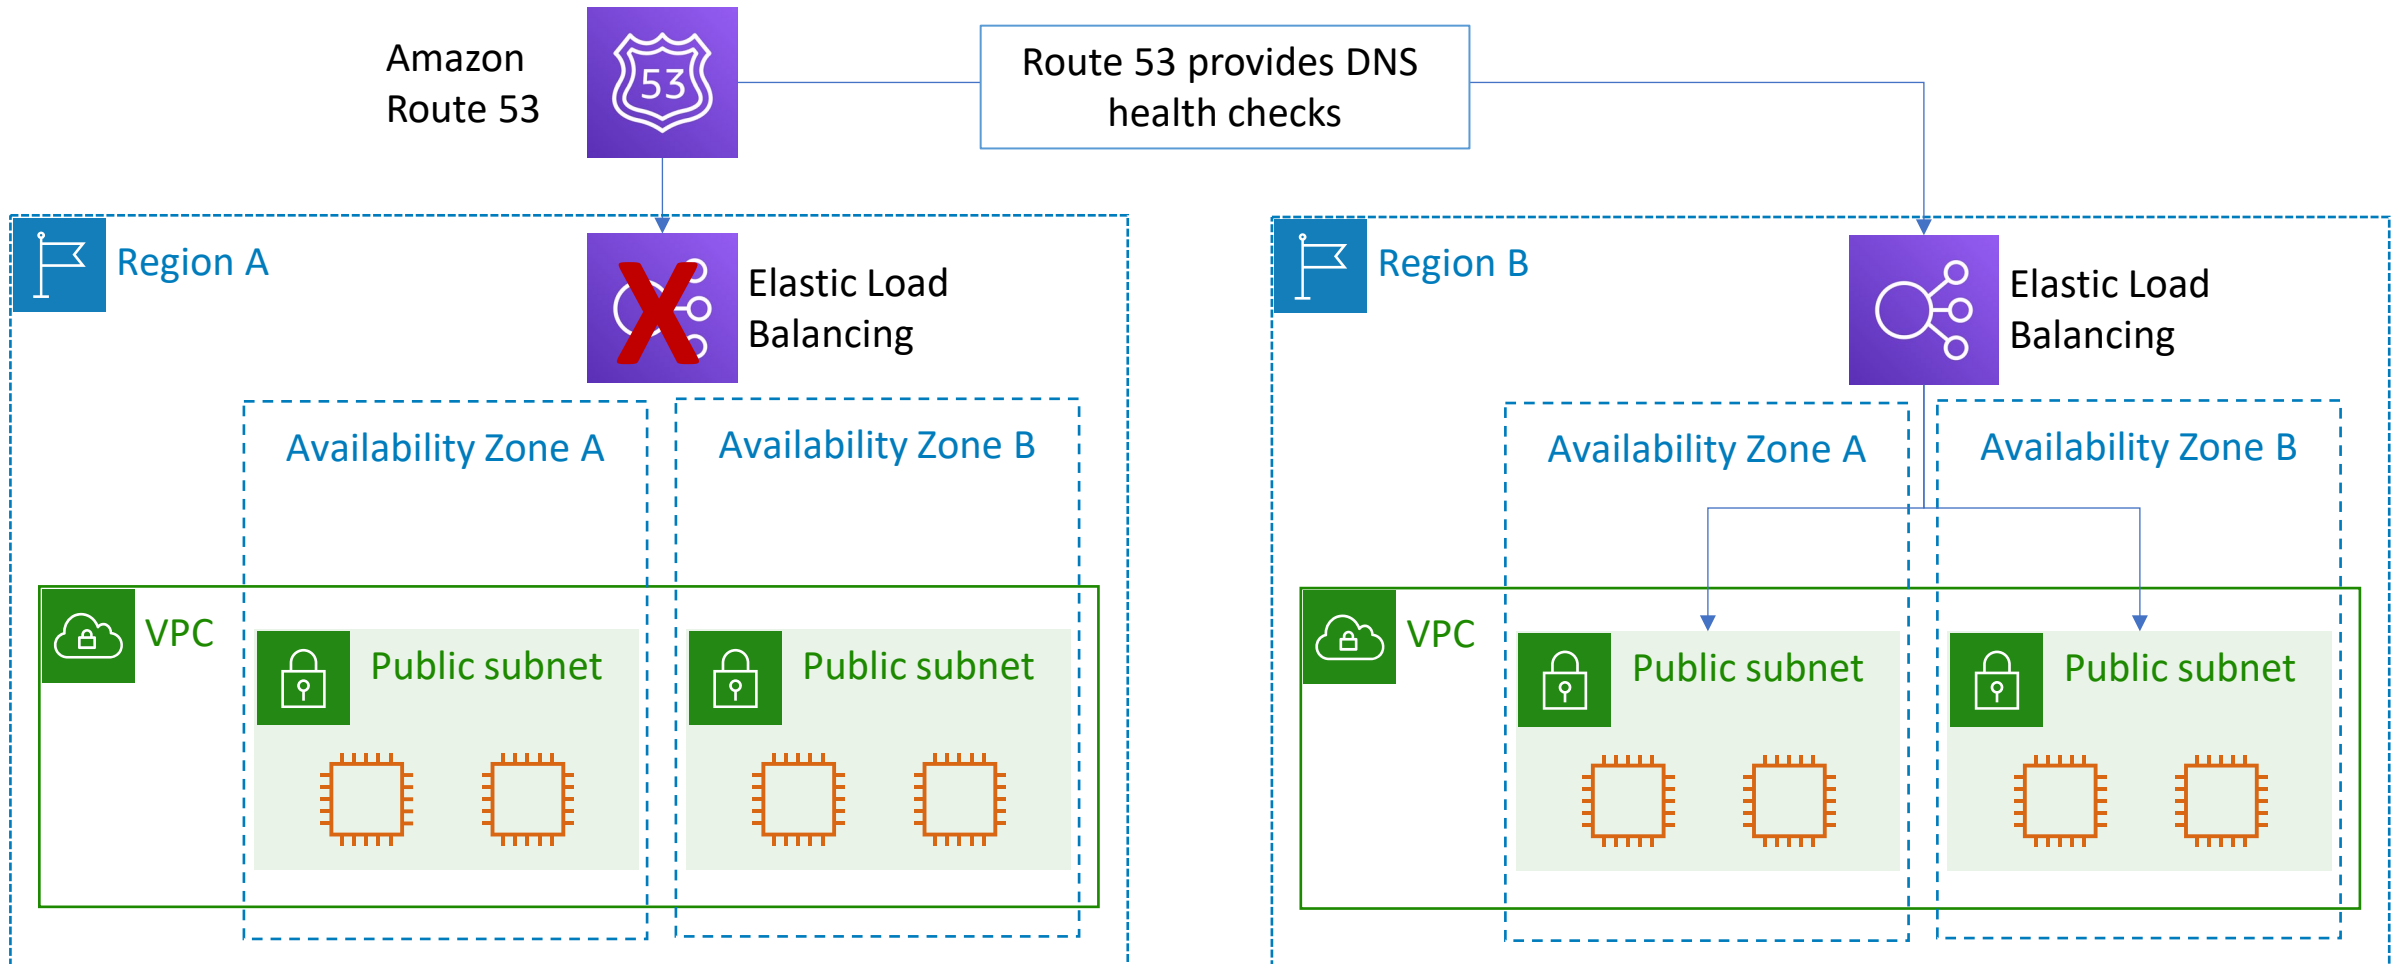 Amazon
Route 53
53
Route 53 provides DNS
health checks
Region A
X
Elastic Load
Balancing
Availability Zone A
Availability Zone B
VPC
Public subnet
Public subnet
Region B
Elastic Load
Balancing
Availability Zone A
Availability Zone B
VPC
Public subnet
Public subnet